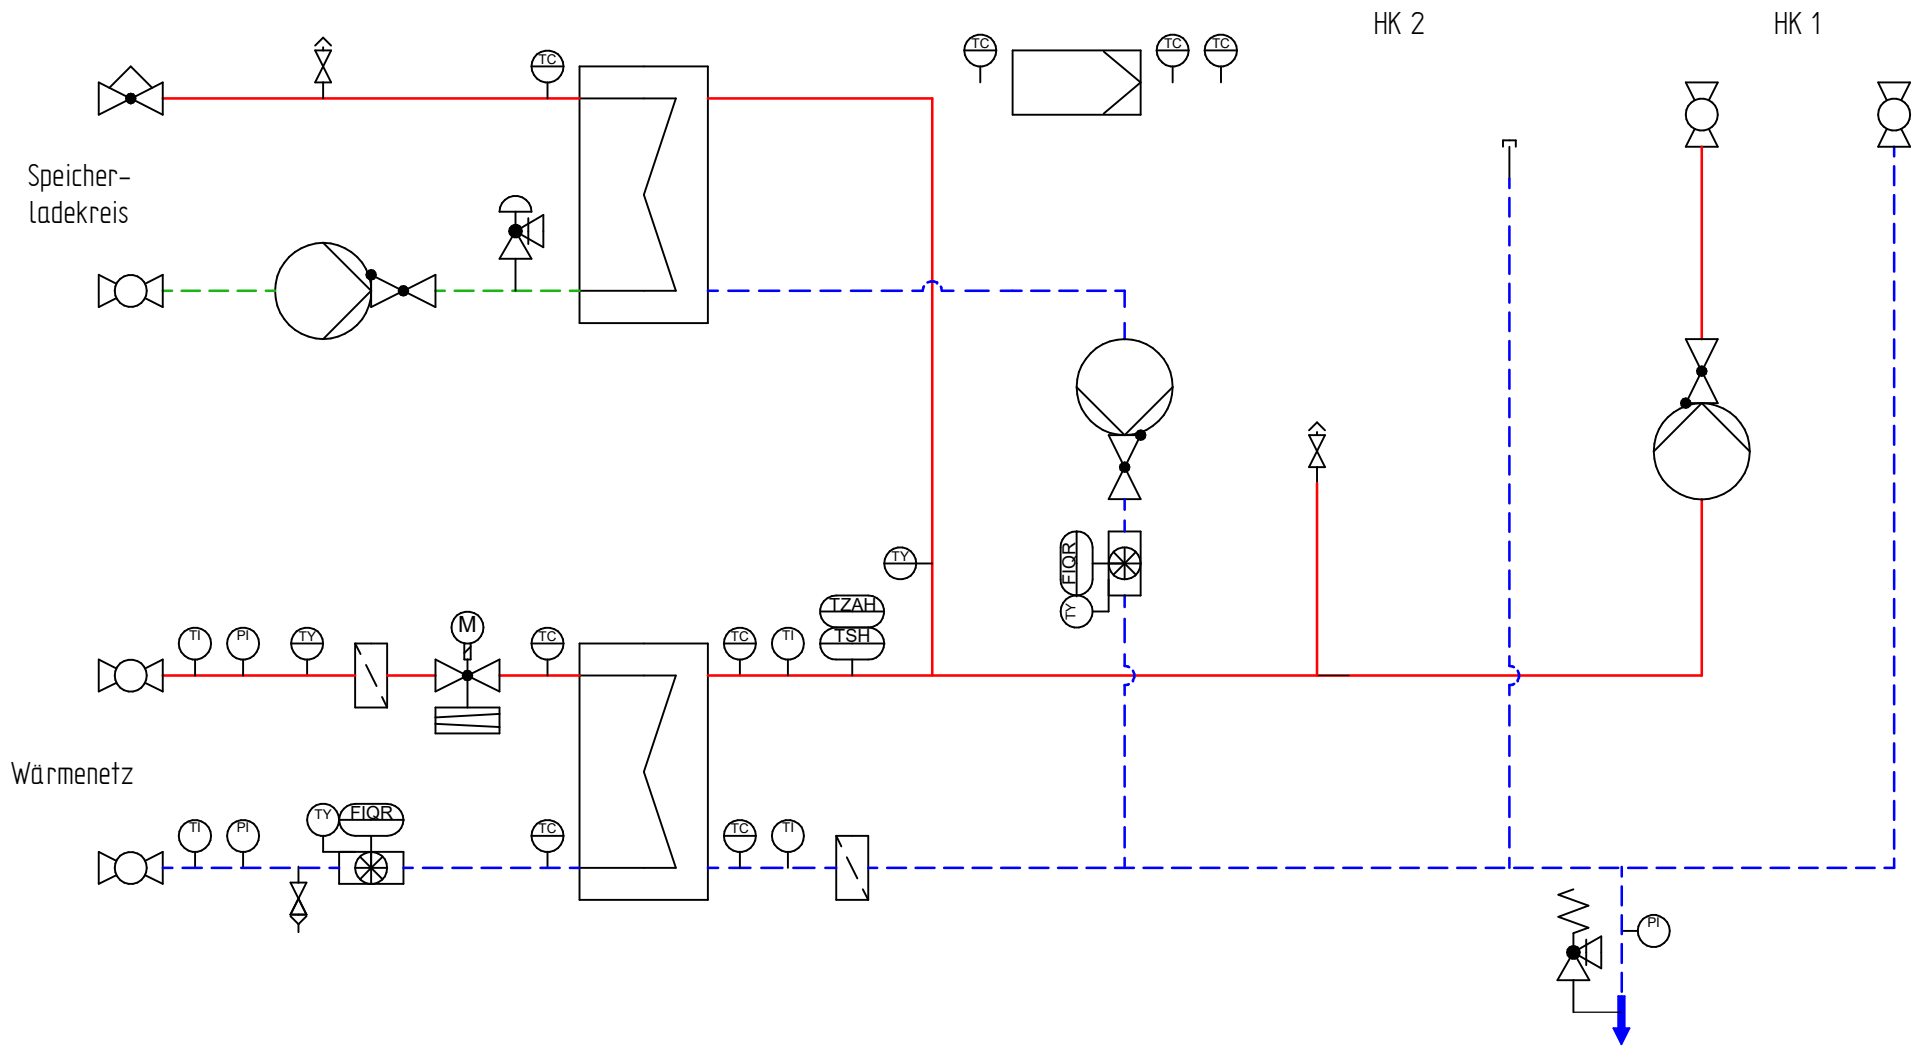 HK 2
HK 1
TC
TC
TC
TC
Speicher-
ladekreis
FIQR
TY
TY
TZAH
TSH
TI
PI
TY
M
TC
TC
TI
Wärmenetz
TI
PI
TY
FIQR
TC
TC
TI
PI